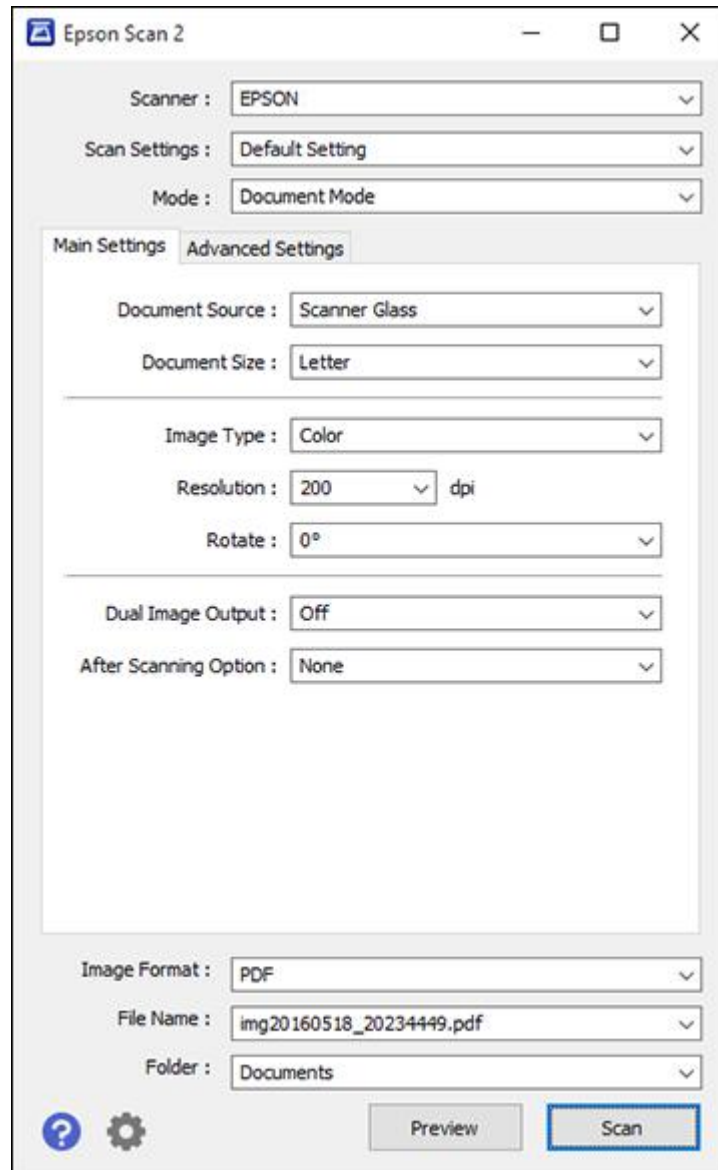 Epson Scan 2
Scanner : EPSON
Scan Settings : Default Setting
Mode : Document Mode
Main Settings Advanced Settings
Document Source : Scanner Glass
Document Size : Letter
Image Type : Color
Resolution : 200 dpi
Rotate : 0°
Dual Image Output : Off
After Scanning Option : None
Image Format : PDF
File Name : img20160518_20234449.pdf
Folder : Documents
? Preview Scan